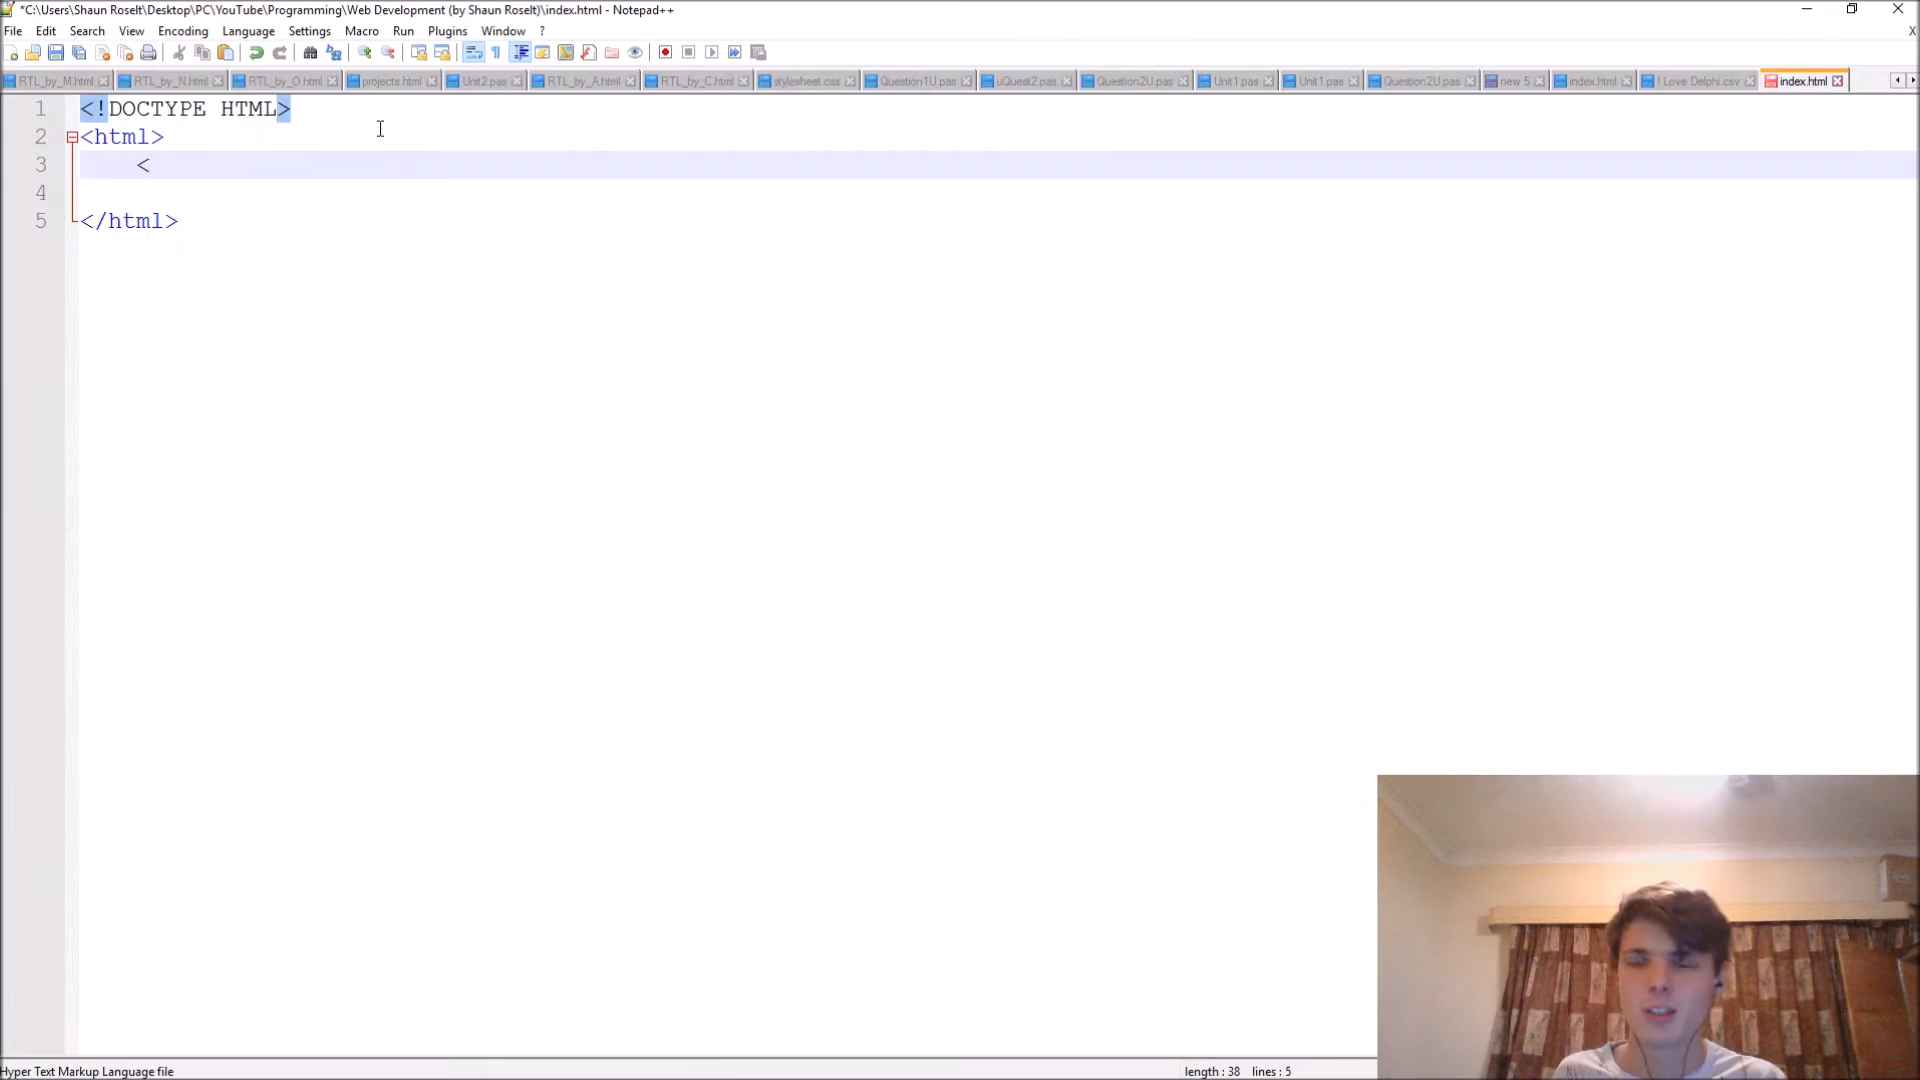 *C:\Users\Shaun Roselt\Desktop\PC\YouTube\Programming\Web Development (by Shaun Roselt)\index.html - Notepad++
File Edit Search View Encoding Language Settings Macro Run Plugins Window ? X
RTL_by_M.html RTL_by_N.html RTL_by_O.html projects.html Unit2.pas RTL_by_A.html RTL_by_C.html stylesheet.css Question1U.pas uQuest2.pas Question2U.pas Unit1.pas Unit1.pas Question2U.pas new 5 index.html I Love Delphi.csv index.html
1 <!DOCTYPE HTML>
2 <html>
3 <
4
5 </html>
Hyper Text Markup Language file length : 38 lines : 5